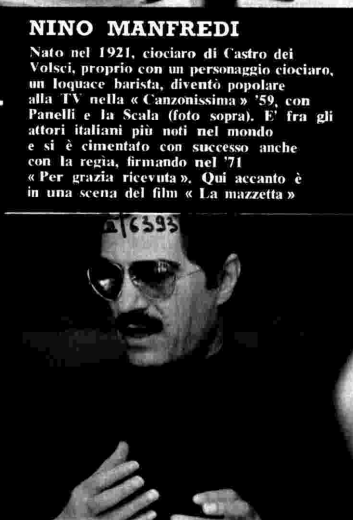 NINO MANFREDI
Nato nel 1921, ciociaro di Castro dei
Volsci, proprio con un personaggio ciociaro,
un loquace barista, diventò popolare
alla TV nella « Canzonissima » '59, con
Panelli e la Scala (foto sopra). E' fra gli
attori italiani più noti nel mondo
e si è cimentato con successo anche
con la regia, firmando nel '71
« Per grazia ricevuta ». Qui accanto è
in una scena del film « La mazzetta »
6393